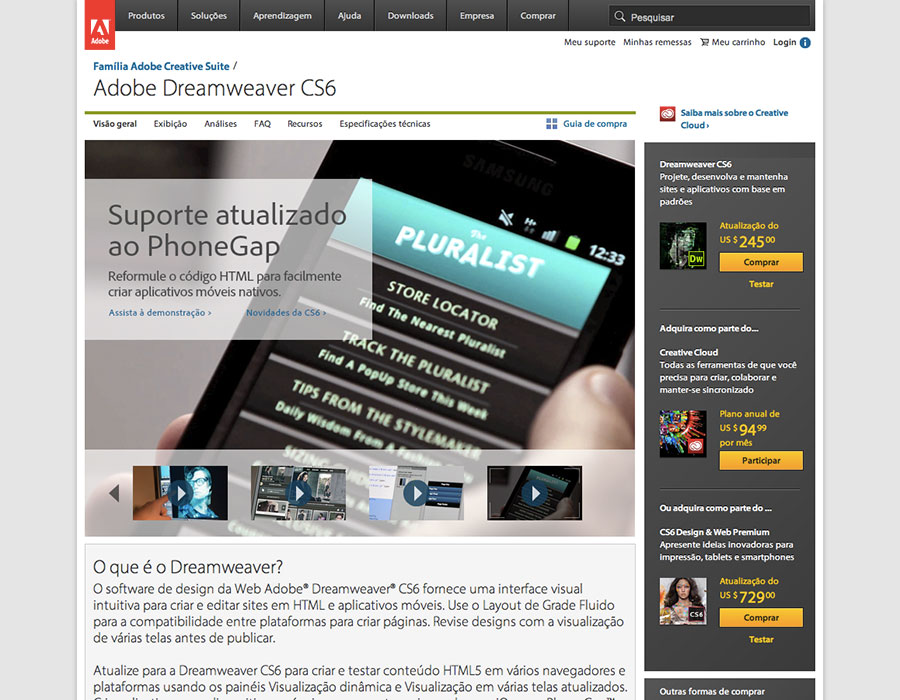 Adobe
Produtos
Soluções
Aprendizagem
Ajuda
Downloads
Empresa
Comprar
Pesquisar
Meu suporte
Minhas remessas
Meu carrinho
Login
Família Adobe Creative Suite /
Adobe Dreamweaver CS6
Visão geral
Exibição
Análises
FAQ
Recursos
Especificações técnicas
Guia de compra
Suporte atualizado
ao PhoneGap
Reformule o código HTML para facilmente
criar aplicativos móveis nativos.
Assista à demonstração ›
Novidades da CS6 ›
SAMSUNG
12:33
The
PLURALIST
STORE LOCATOR
Find The Nearest Pluralist
TRACK THE PLURALIST
Find A PopUp Store This Week
TIPS FROM THE STYLEMAKER
Daily Wisdom From A
O que é o Dreamweaver?
O software de design da Web Adobe® Dreamweaver® CS6 fornece uma interface visual
intuitiva para criar e editar sites em HTML e aplicativos móveis. Use o Layout de Grade Fluido
para a compatibilidade entre plataformas para criar páginas. Revise designs com a visualização
de várias telas antes de publicar.
Atualize para a Dreamweaver CS6 para criar e testar conteúdo HTML5 em vários navegadores e
plataformas usando os painéis Visualização dinâmica e Visualização em várias telas atualizados.
Saiba mais sobre o Creative
Cloud ›
Dreamweaver CS6
Projete, desenvolva e mantenha
sites e aplicativos com base em
padrões
Dw
Atualização do
US $ 245 00
Comprar
Testar
Adquira como parte do...
Creative Cloud
Todas as ferramentas de que você
precisa para criar, colaborar e
manter-se sincronizado
Plano anual de
US $ 94 99
por mês
Participar
Ou adquira como parte do ...
CS6 Design & Web Premium
Apresente ideias inovadoras para
impressão, tablets e smartphones
CS6
Atualização do
US $ 729 00
Comprar
Testar
Outras formas de comprar